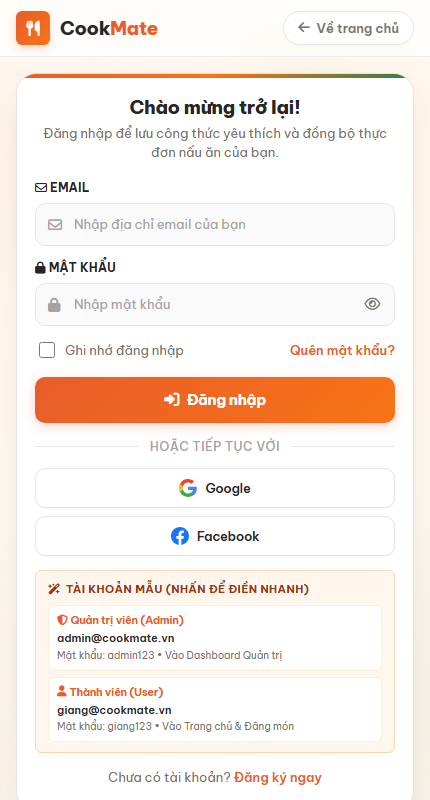 CookMate
Về trang chủ
Chào mừng trở lại!
Đăng nhập để lưu công thức yêu thích và đồng bộ thực
đơn nấu ăn của bạn.
EMAIL
Nhập địa chỉ email của bạn
MẬT KHẨU
Nhập mật khẩu
Ghi nhớ đăng nhập
Quên mật khẩu?
Đăng nhập
HOẶC TIẾP TỤC VỚI
Google
Facebook
TÀI KHOẢN MẪU (NHẤN ĐỂ ĐIỀN NHANH)
Quản trị viên (Admin)
admin@cookmate.vn
Mật khẩu: admin123 • Vào Dashboard Quản trị
Thành viên (User)
giang@cookmate.vn
Mật khẩu: giang123 • Vào Trang chủ & Đăng món
Chưa có tài khoản? Đăng ký ngay